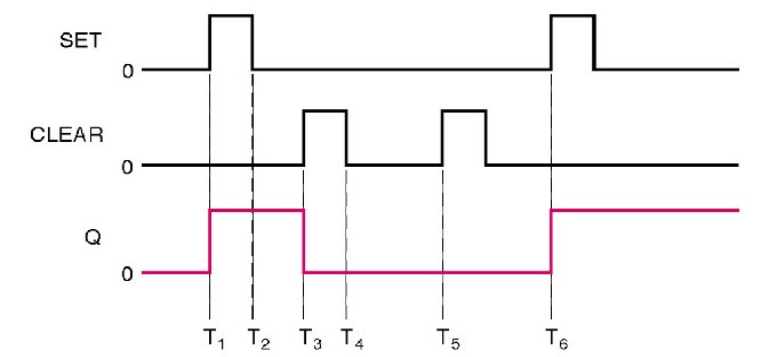 SET
0
CLEAR
0
Q
0
T₁ T₂ T₃ T₄ T₅ T₆